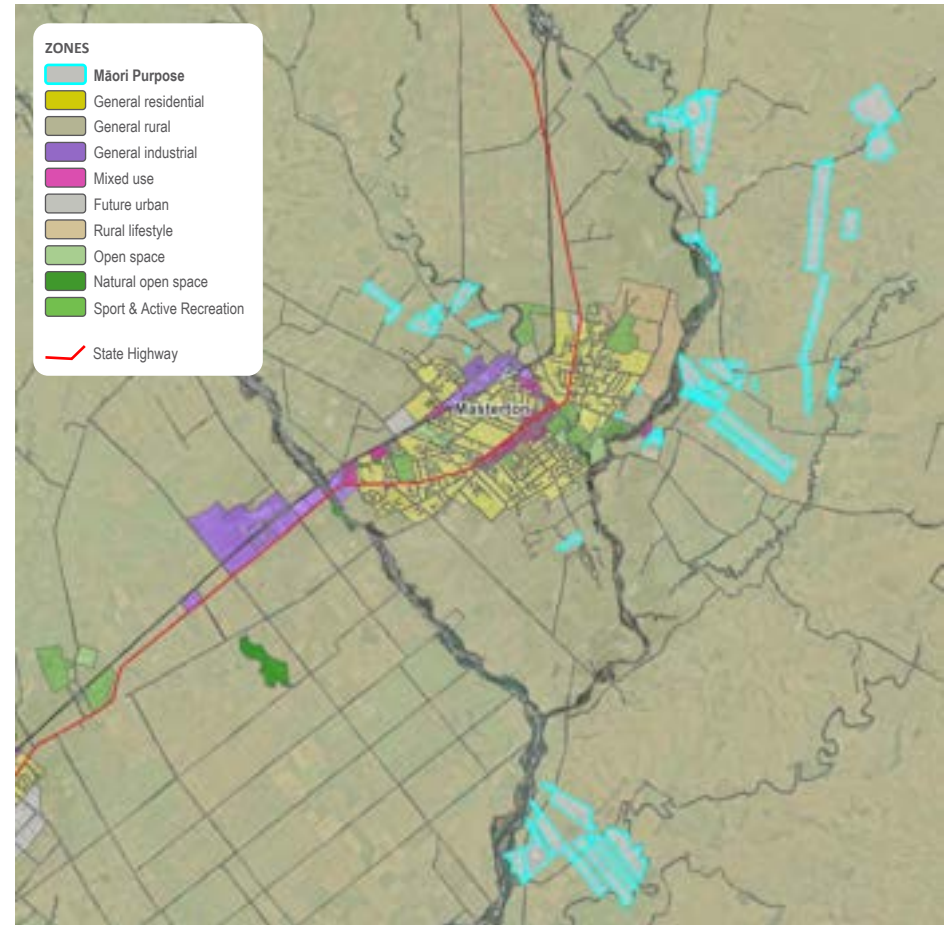 ZONES
Māori Purpose
General residential
General rural
General industrial
Mixed use
Future urban
Rural lifestyle
Open space
Natural open space
Sport & Active Recreation
State Highway
Masterton